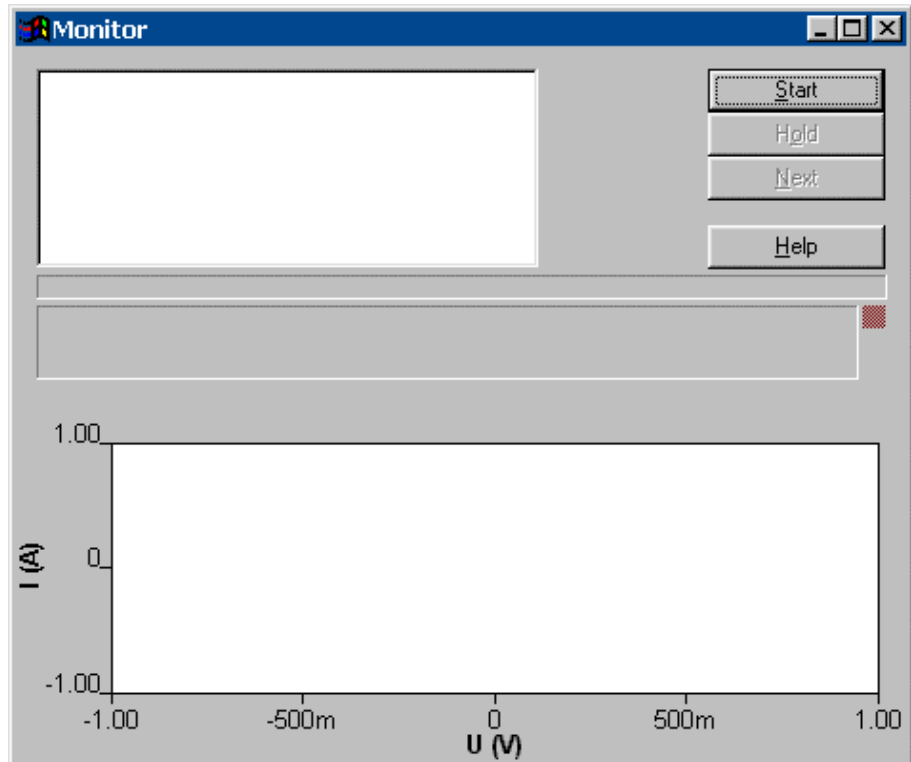 Monitor
Start
Hold
Next
Help
1.00
I (A)
0
-1.00
-1.00 -500m 0 500m 1.00
U (V)